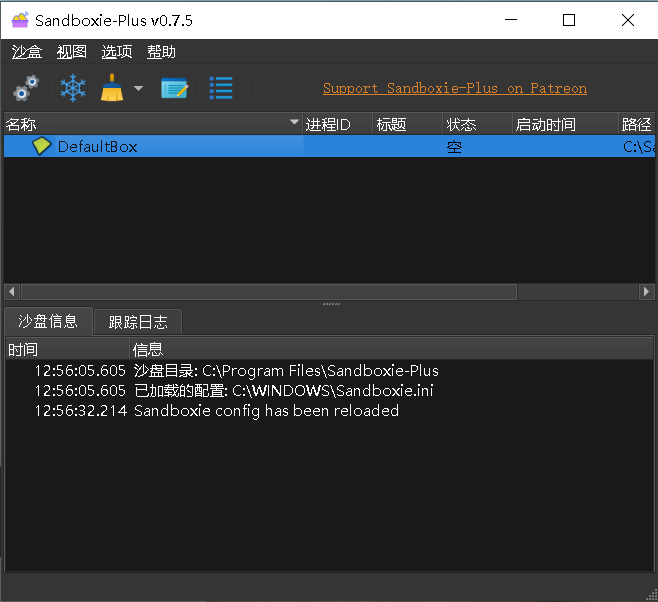 Sandboxie-Plus v0.7.5
沙盒 视图 选项 帮助
Support Sandboxie-Plus on Patreon
名称 进程ID 标题 状态 启动时间 路径
DefaultBox 空 C:\Sa
沙盘信息 跟踪日志
时间 信息
12:56:05.605 沙盘目录: C:\Program Files\Sandboxie-Plus
12:56:05.605 已加载的配置: C:\WINDOWS\Sandboxie.ini
12:56:32.214 Sandboxie config has been reloaded